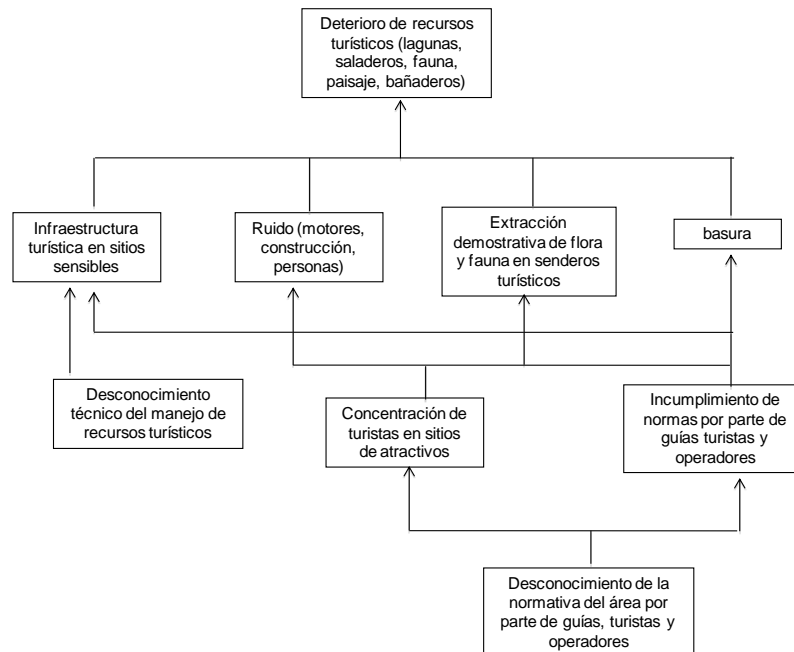 Deterioro de recursos
turísticos (lagunas,
saladeros, fauna,
paisaje, bañaderos)
Infraestructura
turística en sitios
sensibles
Ruido (motores,
construcción,
personas)
Extracción
demostrativa de flora
y fauna en senderos
turísticos
basura
Desconocimiento
técnico del manejo de
recursos turísticos
Concentración de
turistas en sitios
de atractivos
Incumplimiento de
normas por parte de
guías turistas y
operadores
Desconocimiento de la
normativa del área por
parte de guías, turistas y
operadores